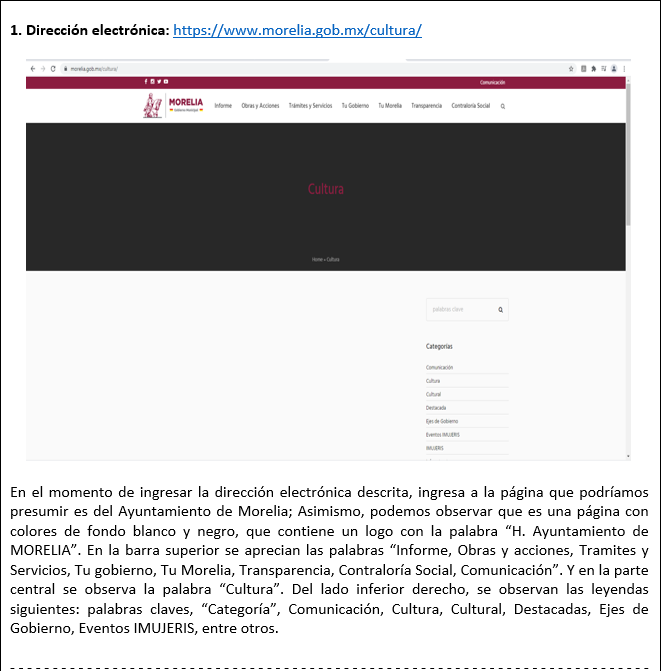 1. Dirección electrónica: https://www.morelia.gob.mx/cultura/
morelia.gob.mx/cultura/
Comunicación
MORELIA
Gobierno Municipal
Informe Obras y Acciones Trámites y Servicios Tu Gobierno Tu Morelia Transparencia Contraloría Social
Cultura
Home » Cultura
palabras clave
Categorías
Comunicación
Cultura
Cultural
Destacada
Ejes de Gobierno
Eventos IMUJERIS
IMUJERIS
En el momento de ingresar la dirección electrónica descrita, ingresa a la página que podríamos
presumir es del Ayuntamiento de Morelia; Asimismo, podemos observar que es una página con
colores de fondo blanco y negro, que contiene un logo con la palabra “H. Ayuntamiento de
MORELIA”. En la barra superior se aprecian las palabras “Informe, Obras y acciones, Tramites y
Servicios, Tu gobierno, Tu Morelia, Transparencia, Contraloría Social, Comunicación”. Y en la parte
central se observa la palabra “Cultura”. Del lado inferior derecho, se observan las leyendas
siguientes: palabras claves, “Categoría”, Comunicación, Cultura, Cultural, Destacadas, Ejes de
Gobierno, Eventos IMUJERIS, entre otros.